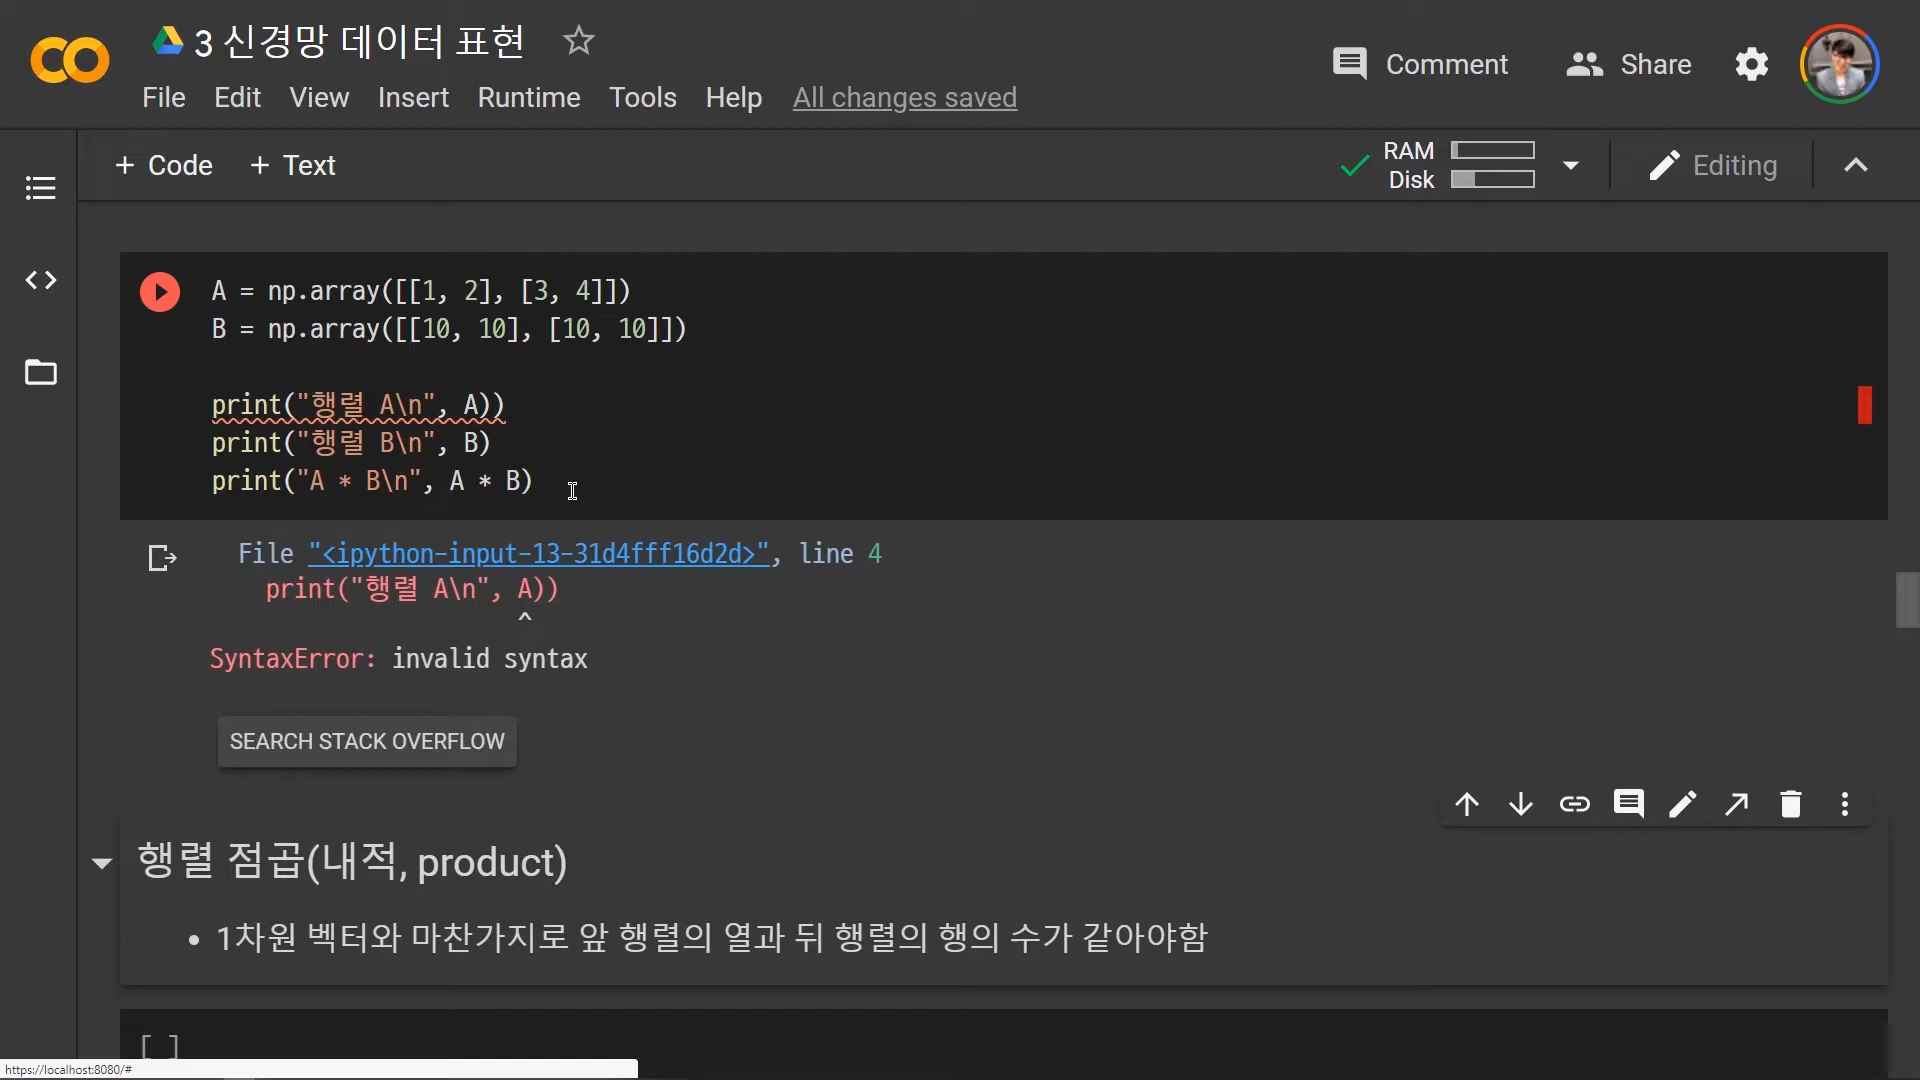 3 신경망 데이터 표현
Comment
Share
File Edit View Insert Runtime Tools Help All changes saved
+ Code + Text
RAM
Disk
Editing
A = np.array([[1, 2], [3, 4]])
B = np.array([[10, 10], [10, 10]])
print("행렬 A\n", A))
print("행렬 B\n", B)
print("A * B\n", A * B)
File "<ipython-input-13-31d4fff16d2d>", line 4
print("행렬 A\n", A))
^
SyntaxError: invalid syntax
SEARCH STACK OVERFLOW
행렬 점곱(내적, product)
• 1차원 벡터와 마찬가지로 앞 행렬의 열과 뒤 행렬의 행의 수가 같아야함
[ ]
https://localhost:8080/#